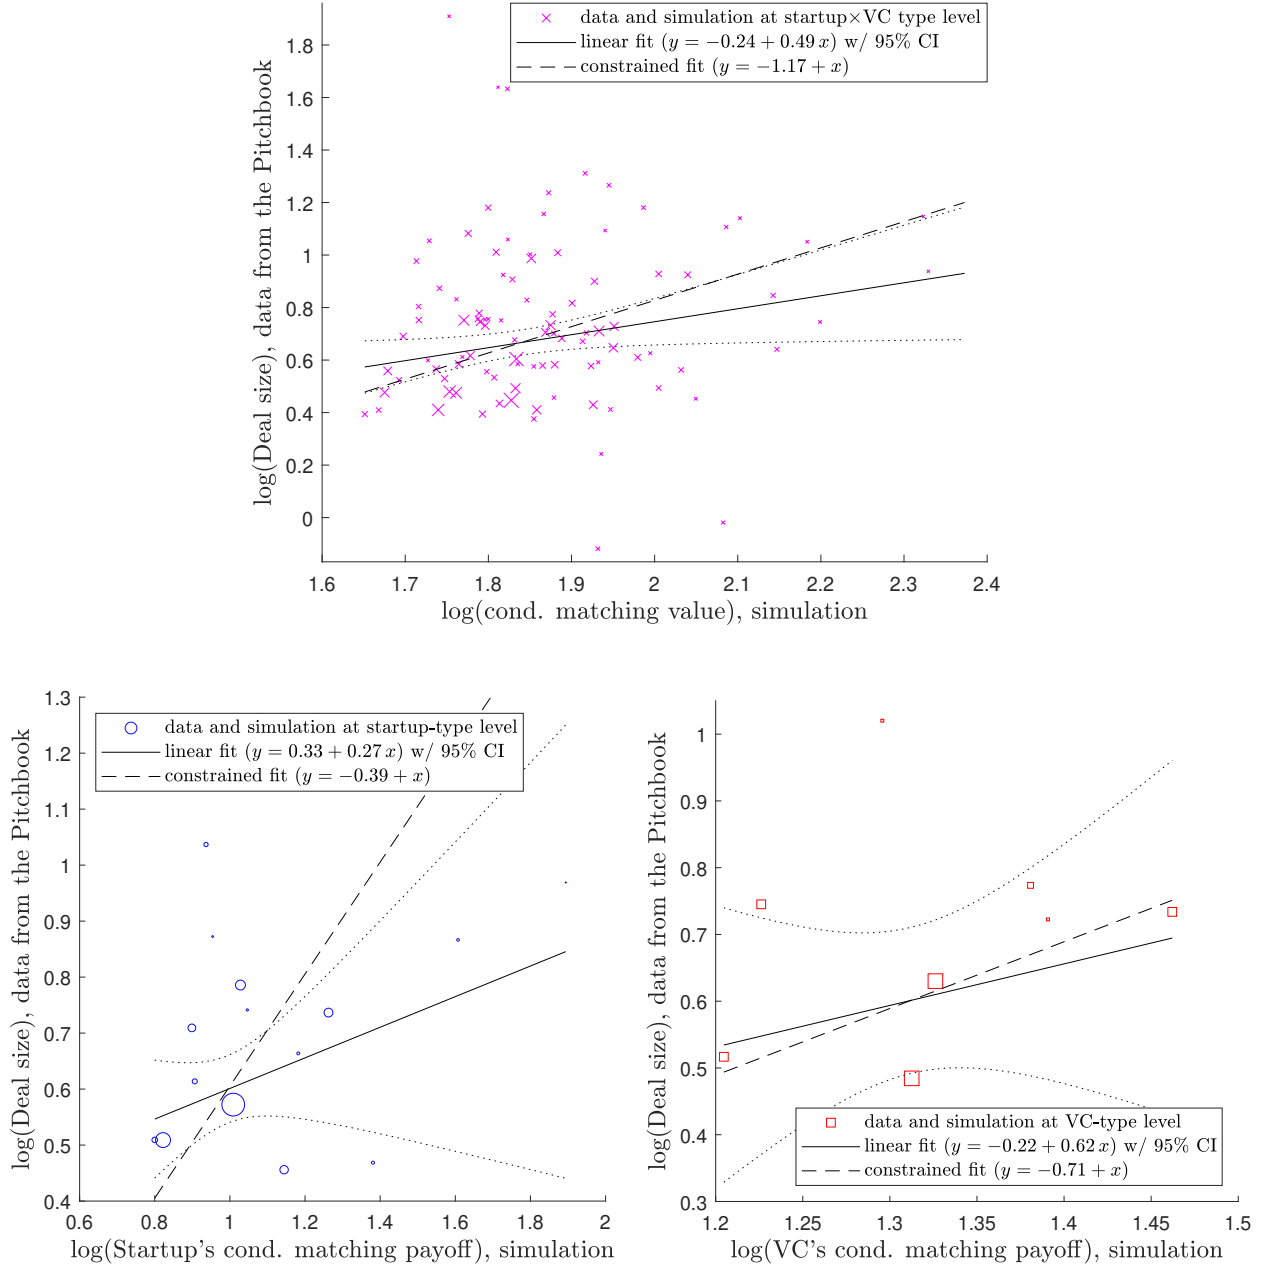 data and simulation at startup×VC type level
linear fit (y = −0.24 + 0.49 x) w/ 95% CI
constrained fit (y = −1.17 + x)
log(Deal size), data from the Pitchbook
1.8
1.6
1.4
1.2
1
0.8
0.6
0.4
0.2
0
1.6 1.7 1.8 1.9 2 2.1 2.2 2.3 2.4
log(cond. matching value), simulation
data and simulation at startup-type level
linear fit (y = 0.33 + 0.27 x) w/ 95% CI
constrained fit (y = −0.39 + x)
log(Deal size), data from the Pitchbook
1.3
1.2
1.1
1
0.9
0.8
0.7
0.6
0.5
0.4
0.6 0.8 1 1.2 1.4 1.6 1.8 2
log(Startup's cond. matching payoff), simulation
log(Deal size), data from the Pitchbook
1
0.9
0.8
0.7
0.6
0.5
0.4
0.3
data and simulation at VC-type level
linear fit (y = −0.22 + 0.62 x) w/ 95% CI
constrained fit (y = −0.71 + x)
1.2 1.25 1.3 1.35 1.4 1.45 1.5
log(VC's cond. matching payoff), simulation